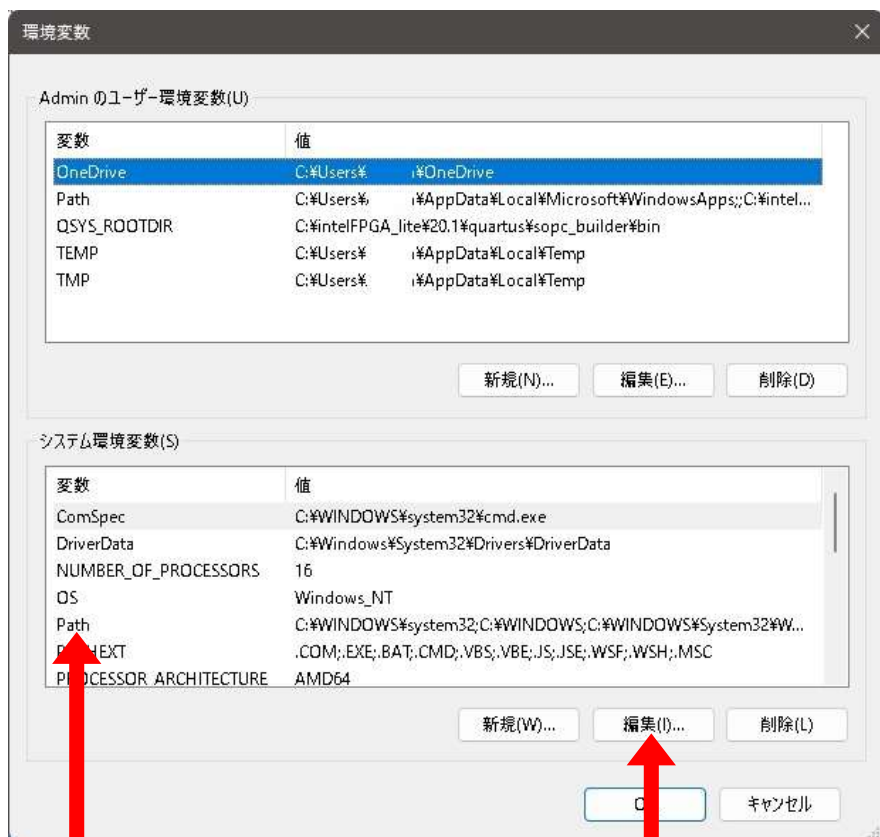 環境変数
Admin のユーザー環境変数(U)
変数 値
OneDrive C:¥Users¥ ¥OneDrive
Path C:¥Users¥ ¥AppData¥Local¥Microsoft¥WindowsApps;;C:¥intel...
QSYS_ROOTDIR C:¥intelFPGA_lite¥20.1¥quartus¥sopc_builder¥bin
TEMP C:¥Users¥ ¥AppData¥Local¥Temp
TMP C:¥Users¥ ¥AppData¥Local¥Temp
新規(N)... 編集(E)... 削除(D)
システム環境変数(S)
変数 値
ComSpec C:¥WINDOWS¥system32¥cmd.exe
DriverData C:¥Windows¥System32¥Drivers¥DriverData
NUMBER_OF_PROCESSORS 16
OS Windows_NT
Path C:¥WINDOWS¥system32;C:¥WINDOWS;C:¥WINDOWS¥System32¥W...
.COM;.EXE;.BAT;.CMD;.VBS;.VBE;.JS;.JSE;.WSF;.WSH;.MSC
PROCESSOR_ARCHITECTURE AMD64
新規(W)... 編集(I)... 削除(L)
キャンセル